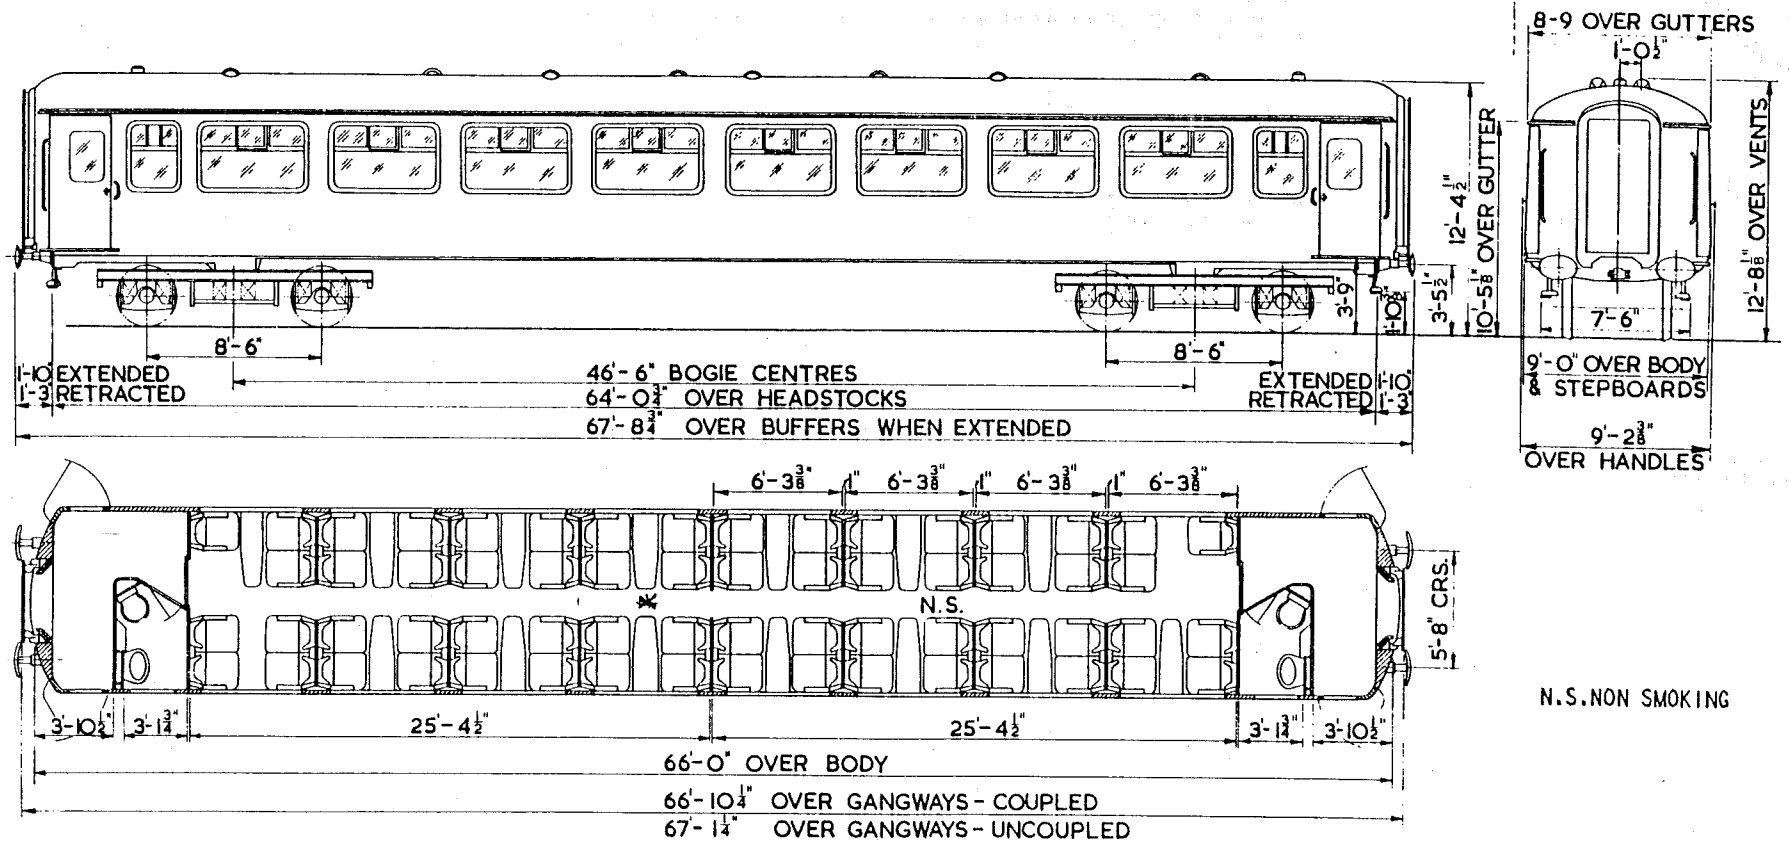 8-9 OVER GUTTERS
1'-0½"
12'-4½"
10'-5⅛" OVER GUTTER
12'-8⅛" OVER VENTS
3'-9"
1'-10⅜"
3'-5½"
7'-6"
8'-6"
8'-6"
1'-10" EXTENDED
1'-3 RETRACTED
46'-6" BOGIE CENTRES
64'-0¾" OVER HEADSTOCKS
67'-8¾" OVER BUFFERS WHEN EXTENDED
EXTENDED 1'-10"
RETRACTED 1'-3"
9'-0" OVER BODY
& STEPBOARDS
9'-2⅜"
OVER HANDLES
6'-3⅜" 1" 6'-3⅜" 1" 6'-3⅜" 1" 6'-3⅜"
N.S.
5'-8" CRS.
N.S.NON SMOKING
3'-10½" 3'-1¾" 25'-4½" 25'-4½" 3'-1¾" 3'-10½"
66'-0" OVER BODY
66'-10¼" OVER GANGWAYS-COUPLED
67'-1¼" OVER GANGWAYS-UNCOUPLED